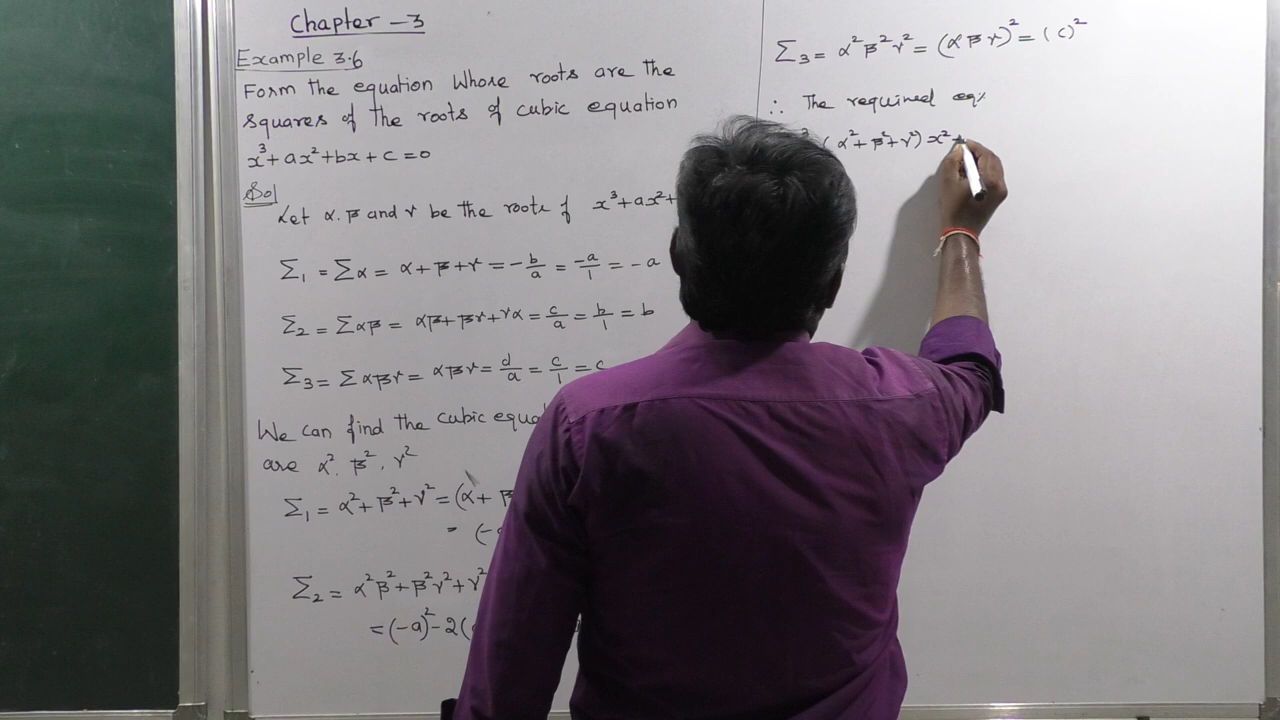 Chapter – 3
Example 3.6
Form the equation whose roots are the
squares of the roots of cubic equation
x³+ax²+bx+c=0
Sol
Let α, β and γ be the roots of x³+ax²+
Σ₁ = Σα = α+β+γ = -b/a = -a/1 = -a
Σ₂ = Σαβ = αβ+βγ+γα = c/a = b/1 = b
Σ₃ = Σαβγ = αβγ = d/a = c/1 = c
We can find the cubic equa
are α², β², γ²
Σ₁ = α²+β²+γ² = (α+β
= (-a
Σ₂ = α²β²+β²γ²+γ²
= (-a)²-2(
Σ₃ = α²β²γ² = (αβγ)² = (c)²
∴ The required eqn
(α²+β²+γ²)x²+